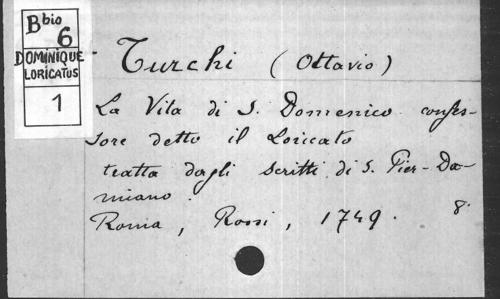 Bbio
6
DOMINIQUE
LORICATUS
1
Turchi (Ottavio)
La Vita di S. Domenico confes-
sore detto il Loricato
tratta dagli scritti di S. Pier-Da-
miano.
Roma, Rossi, 1749. 8.